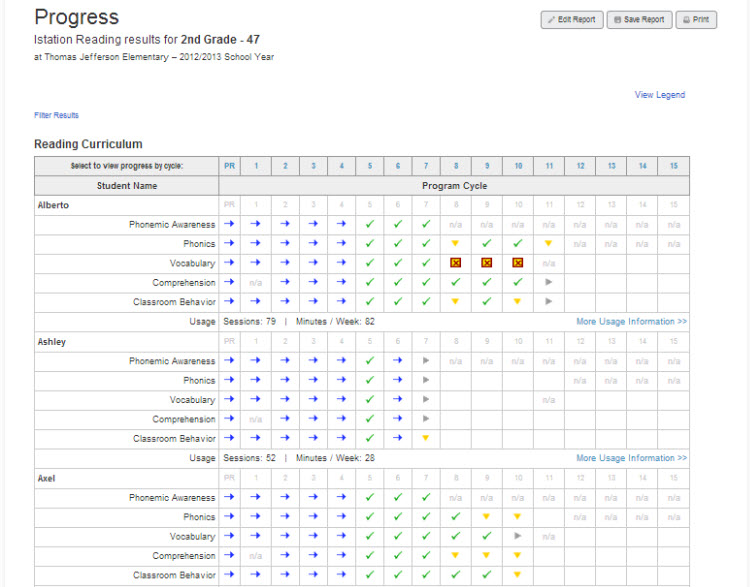 Progress
Edit Report Save Report Print
Istation Reading results for 2nd Grade - 47
at Thomas Jefferson Elementary – 2012/2013 School Year
View Legend
Filter Results
Reading Curriculum
Select to view progress by cycle: PR 1 2 3 4 5 6 7 8 9 10 11 12 13 14 15
Student Name Program Cycle
Alberto PR 1 2 3 4 5 6 7 8 9 10 11 12 13 14 15
Phonemic Awareness n/a n/a n/a n/a n/a n/a n/a n/a
Phonics n/a n/a n/a n/a
Vocabulary n/a
Comprehension n/a
Classroom Behavior
Usage Sessions: 79 | Minutes / Week: 82 More Usage Information >>
Ashley PR 1 2 3 4 5 6 7 8 9 10 11 12 13 14 15
Phonemic Awareness n/a n/a n/a n/a n/a n/a n/a n/a
Phonics n/a n/a n/a n/a
Vocabulary n/a
Comprehension n/a
Classroom Behavior
Usage Sessions: 52 | Minutes / Week: 28 More Usage Information >>
Axel PR 1 2 3 4 5 6 7 8 9 10 11 12 13 14 15
Phonemic Awareness n/a n/a n/a n/a n/a n/a n/a n/a
Phonics n/a n/a n/a n/a
Vocabulary n/a
Comprehension n/a
Classroom Behavior